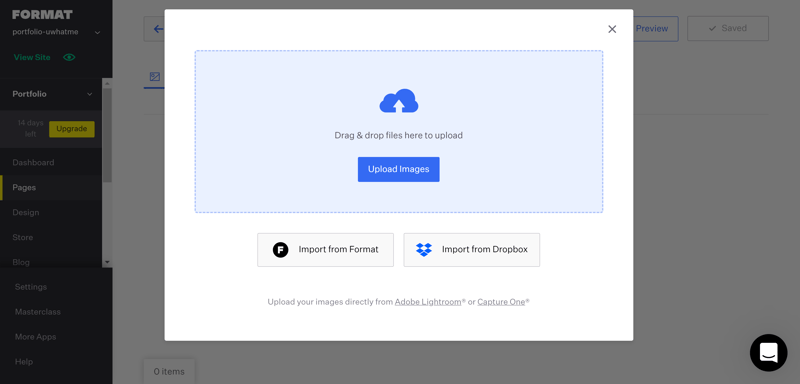 FORMAT
portfolio-uwhatme
View Site
Portfolio
14 days
left
Upgrade
Dashboard
Pages
Design
Store
Blog
Settings
Masterclass
More Apps
Help
Preview
Saved
Drag & drop files here to upload
Upload Images
F
Import from Format
Import from Dropbox
Upload your images directly from Adobe Lightroom® or Capture One®
0 items